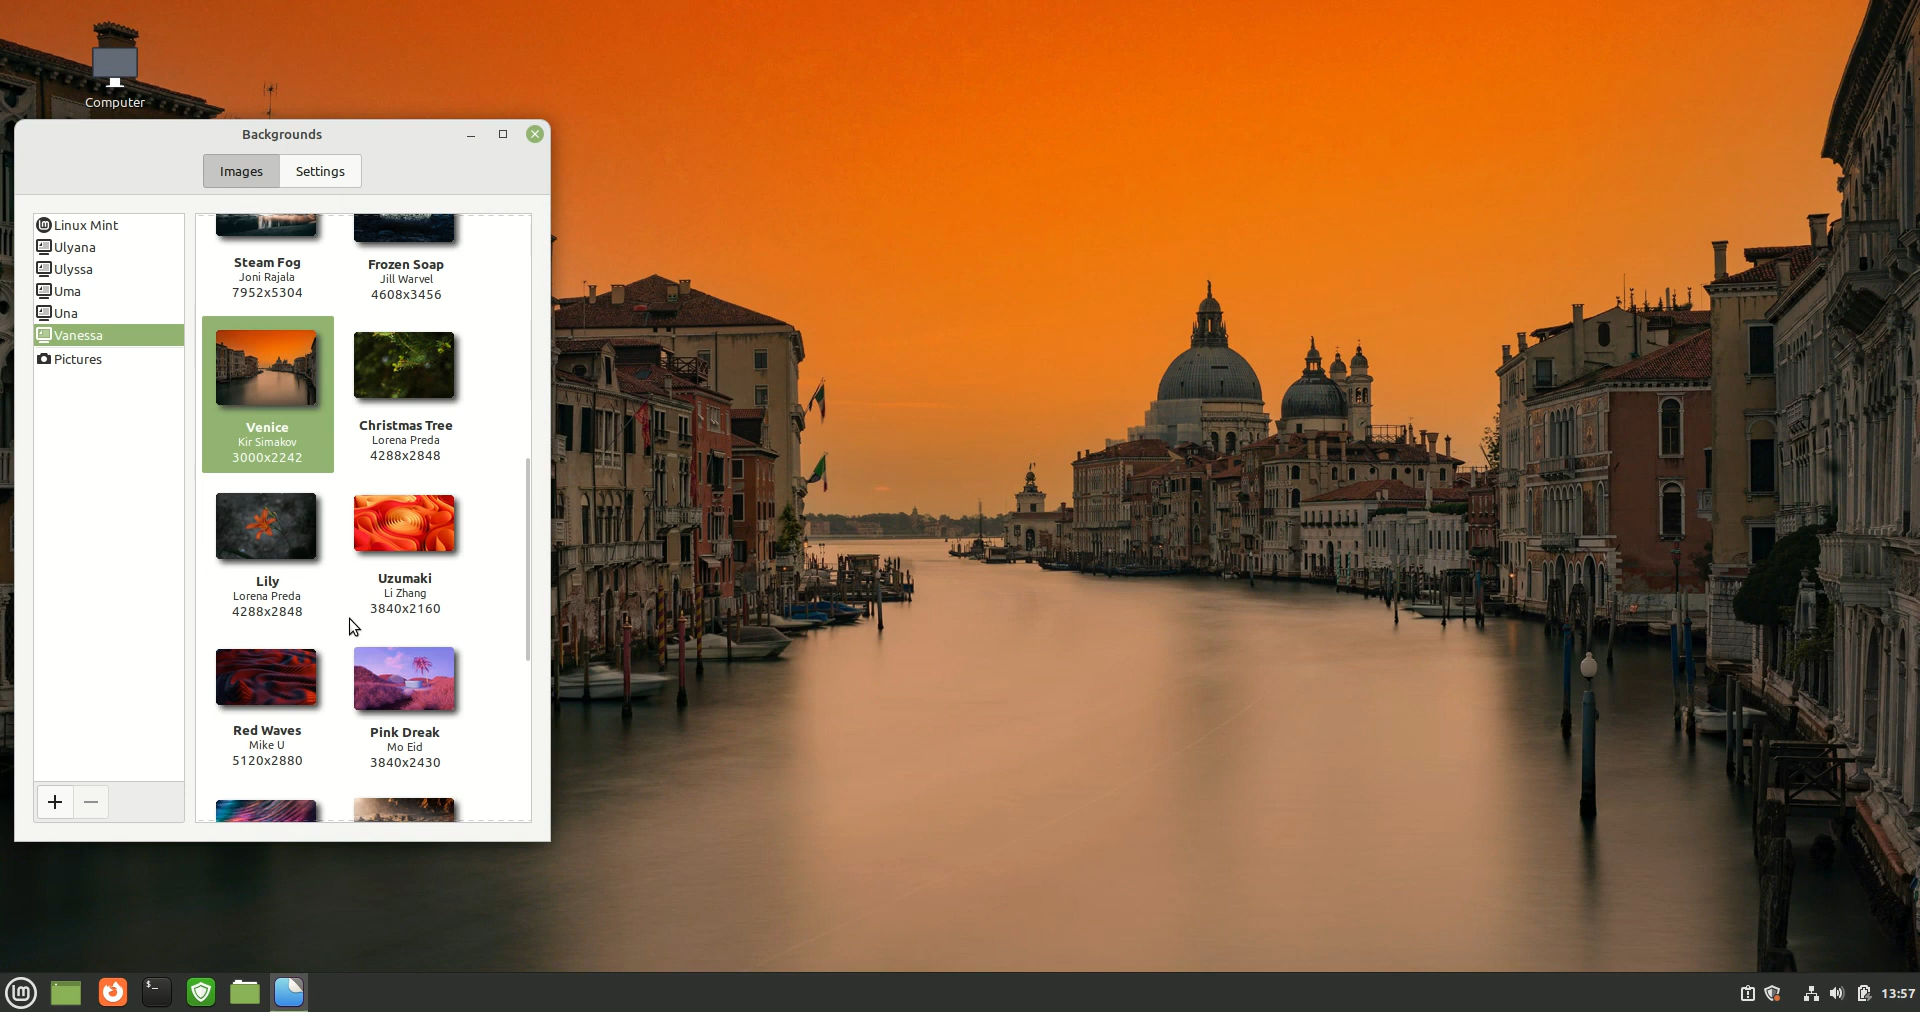 Computer
Backgrounds
Images
Settings
Linux Mint
Ulyana
Ulyssa
Uma
Una
Vanessa
Pictures
Steam Fog
Joni Rajala
7952x5304
Frozen Soap
Jill Warvel
4608x3456
Venice
Kir Simakov
3000x2242
Christmas Tree
Lorena Preda
4288x2848
Lily
Lorena Preda
4288x2848
Uzumaki
Li Zhang
3840x2160
Red Waves
Mike U
5120x2880
Pink Dreak
Mo Eid
3840x2430
$_
13:57